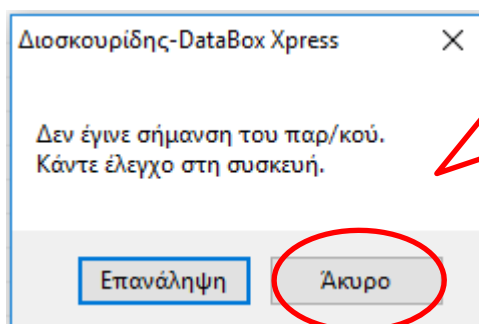 Διοσκουρίδης-DataBox Xpress
Δεν έγινε σήμανση του παρ/κού.
Κάντε έλεγχο στη συσκευή.
Επανάληψη
Άκυρο